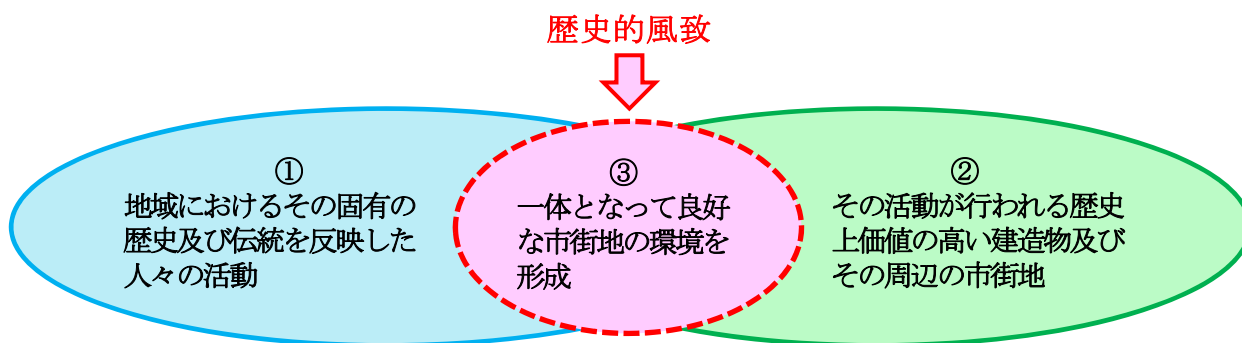 歴史的風致
①
地域におけるその固有の
歴史及び伝統を反映した
人々の活動
③
一体となって良好
な市街地の環境を
形成
②
その活動が行われる歴史
上価値の高い建造物及び
その周辺の市街地